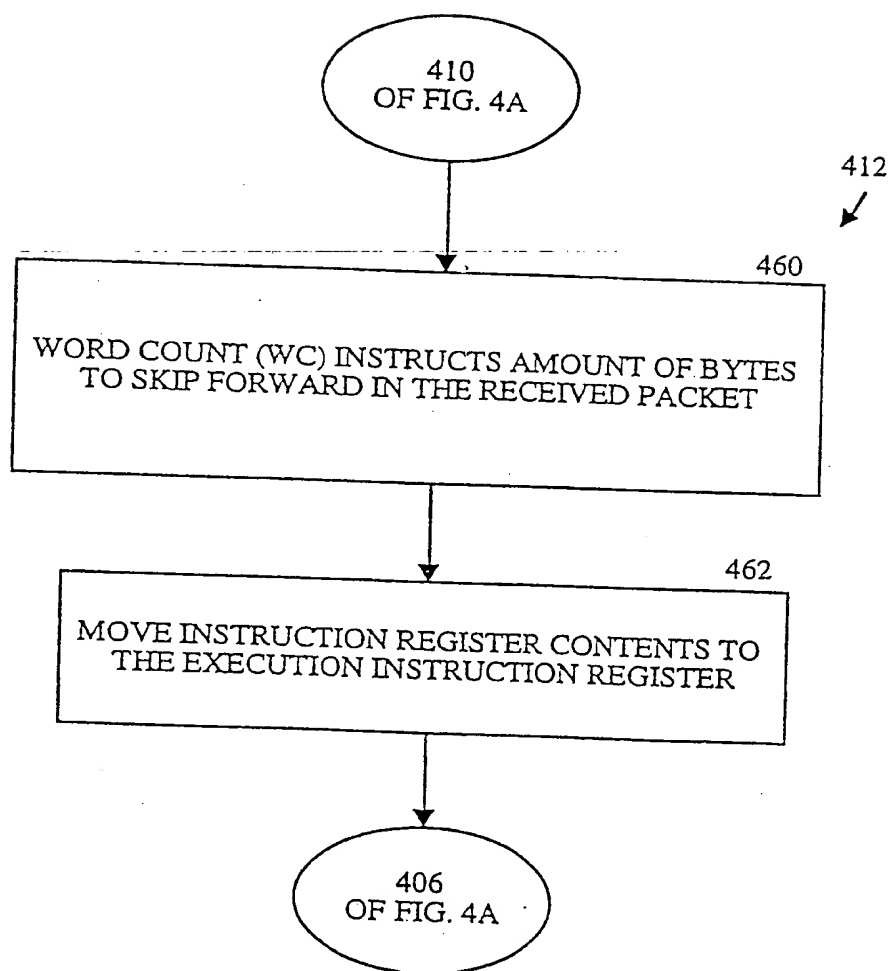 410
OF FIG. 4A
412
460
WORD COUNT (WC) INSTRUCTS AMOUNT OF BYTES
TO SKIP FORWARD IN THE RECEIVED PACKET
462
MOVE INSTRUCTION REGISTER CONTENTS TO
THE EXECUTION INSTRUCTION REGISTER
406
OF FIG. 4A